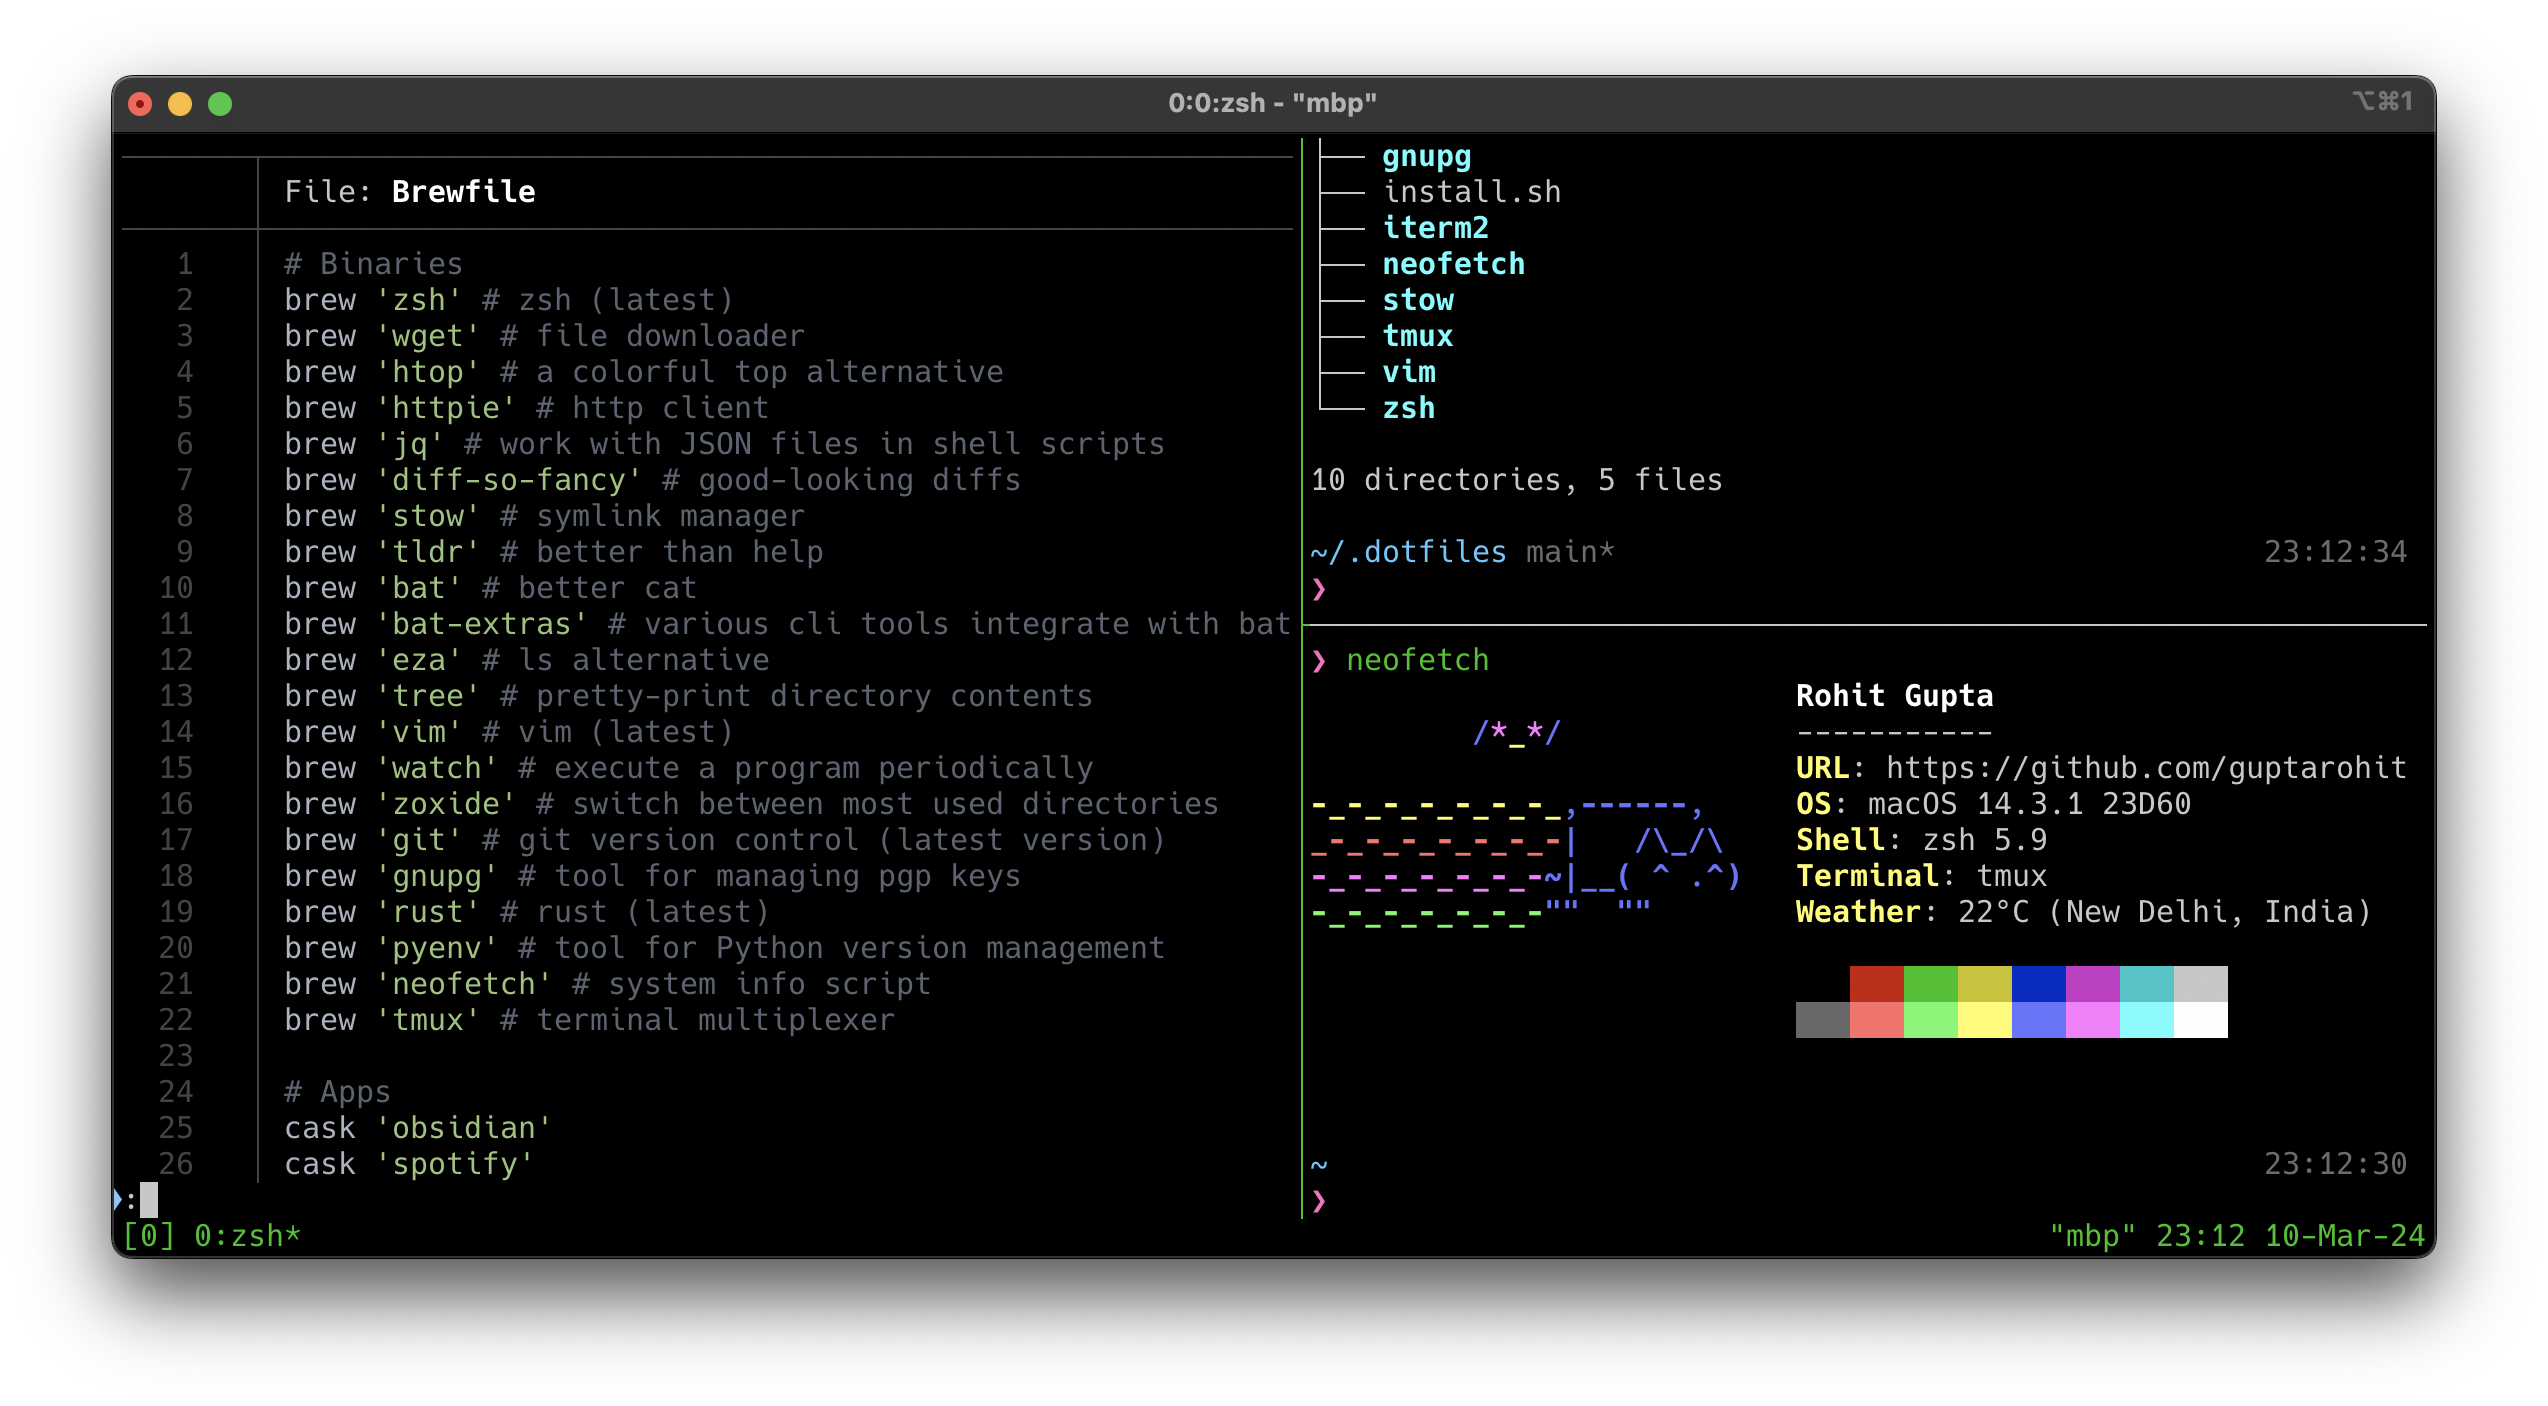 0:0:zsh - "mbp"
⌥⌘1
File: Brewfile
1 # Binaries
2 brew 'zsh' # zsh (latest)
3 brew 'wget' # file downloader
4 brew 'htop' # a colorful top alternative
5 brew 'httpie' # http client
6 brew 'jq' # work with JSON files in shell scripts
7 brew 'diff-so-fancy' # good-looking diffs
8 brew 'stow' # symlink manager
9 brew 'tldr' # better than help
10 brew 'bat' # better cat
11 brew 'bat-extras' # various cli tools integrate with bat
12 brew 'eza' # ls alternative
13 brew 'tree' # pretty-print directory contents
14 brew 'vim' # vim (latest)
15 brew 'watch' # execute a program periodically
16 brew 'zoxide' # switch between most used directories
17 brew 'git' # git version control (latest version)
18 brew 'gnupg' # tool for managing pgp keys
19 brew 'rust' # rust (latest)
20 brew 'pyenv' # tool for Python version management
21 brew 'neofetch' # system info script
22 brew 'tmux' # terminal multiplexer
23
24 # Apps
25 cask 'obsidian'
26 cask 'spotify'
:
├── gnupg
├── install.sh
├── iterm2
├── neofetch
├── stow
├── tmux
├── vim
└── zsh
10 directories, 5 files
~/.dotfiles main* 23:12:34
❯
❯ neofetch
/*_*/
-_-_-_-_-_-_-_,------,
_-_-_-_-_-_-_-|   /\_/\
-_-_-_-_-_-_-~|__( ^ .^)
-_-_-_-_-_-_-""  ""
Rohit Gupta
-----------
URL: https://github.com/guptarohit
OS: macOS 14.3.1 23D60
Shell: zsh 5.9
Terminal: tmux
Weather: 22°C (New Delhi, India)
~ 23:12:30
❯
[0] 0:zsh* "mbp" 23:12 10-Mar-24